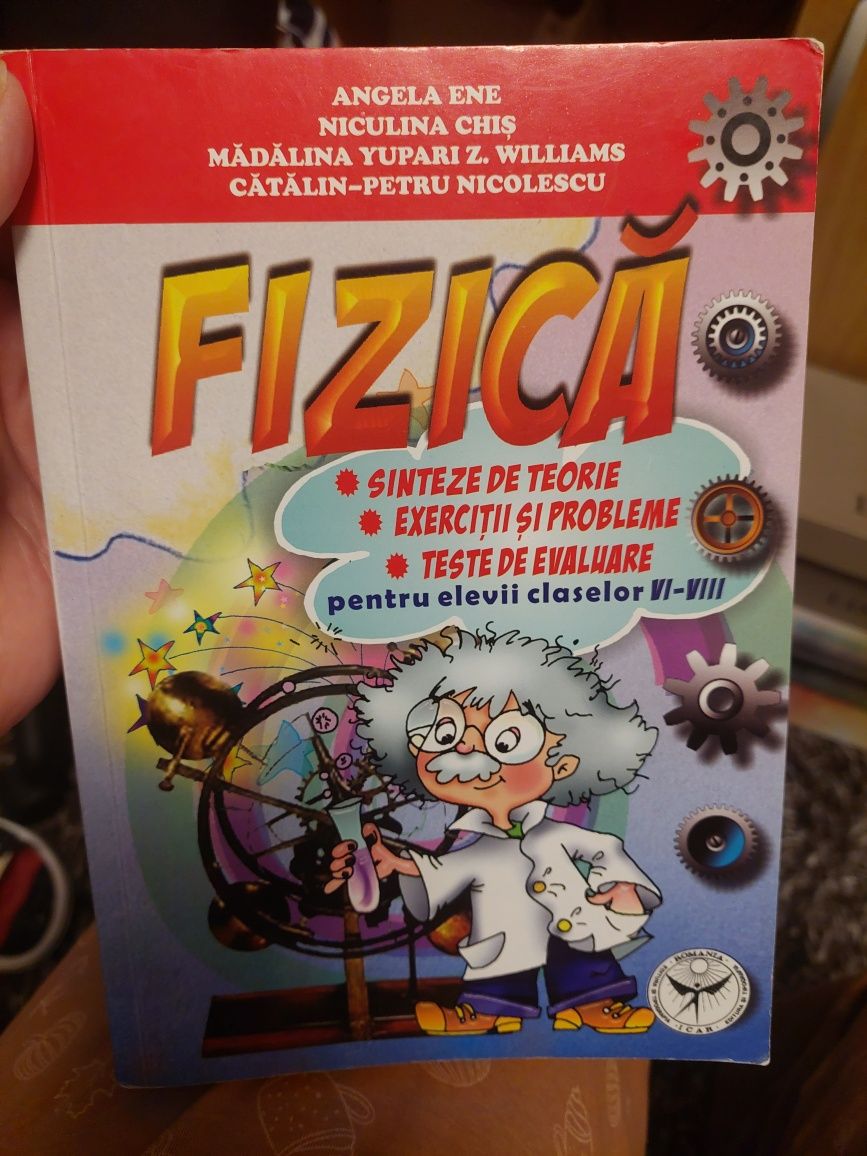 ANGELA ENE
NICULINA CHIȘ
MĂDĂLINA YUPARI Z. WILLIAMS
CĂTĂLIN-PETRU NICOLESCU
FIZICĂ
SINTEZE DE TEORIE
EXERCIȚII ȘI PROBLEME
TESTE DE EVALUARE
pentru elevii claselor VI-VIII
ROMANIA
ICAR